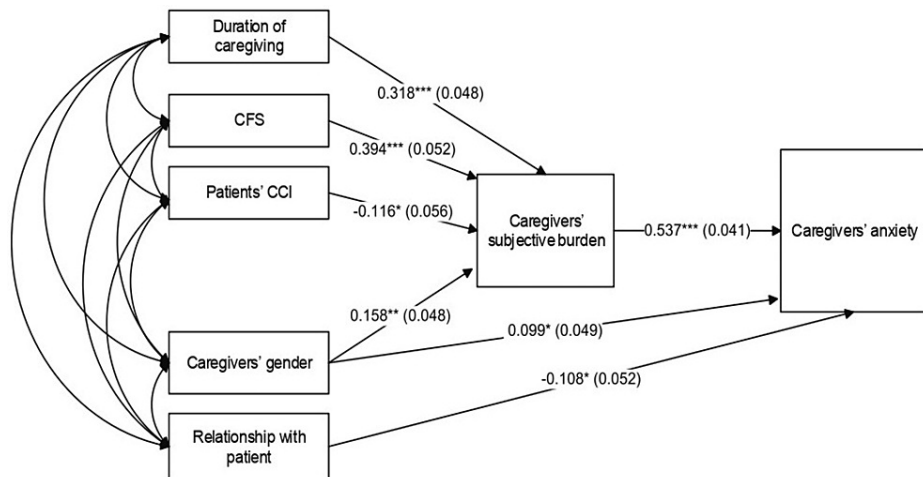 Duration of
caregiving
0.318*** (0.048)
CFS
0.394*** (0.052)
Patients' CCI
-0.116* (0.056)
Caregivers'
subjective burden
0.537*** (0.041)
Caregivers' anxiety
0.158** (0.048)
Caregivers' gender
0.099* (0.049)
-0.108* (0.052)
Relationship with
patient